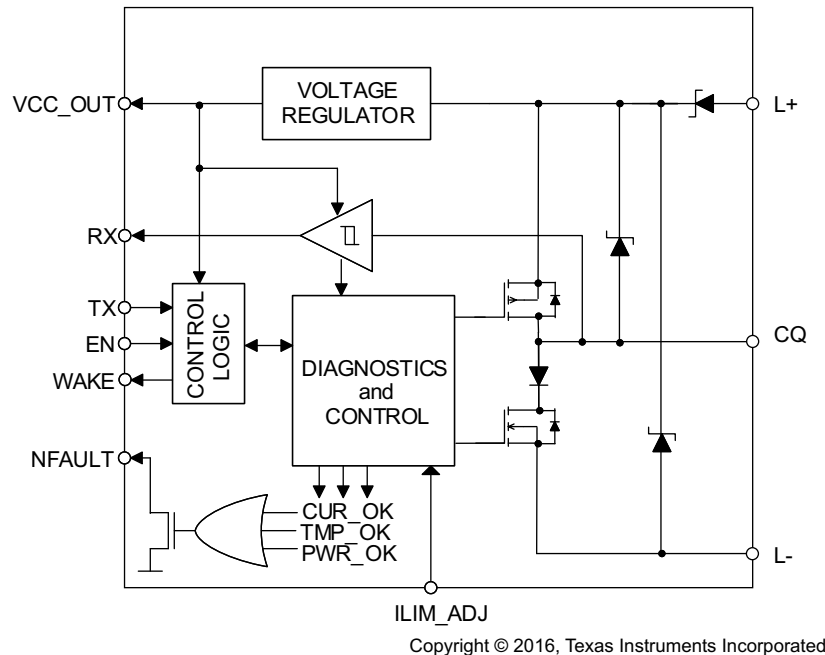 VOLTAGE
REGULATOR
VCC_OUT
L+
RX
TX
EN
WAKE
CONTROL
LOGIC
DIAGNOSTICS
and
CONTROL
CQ
NFAULT
CUR_OK
TMP_OK
PWR_OK
L-
ILIM_ADJ
Copyright © 2016, Texas Instruments Incorporated